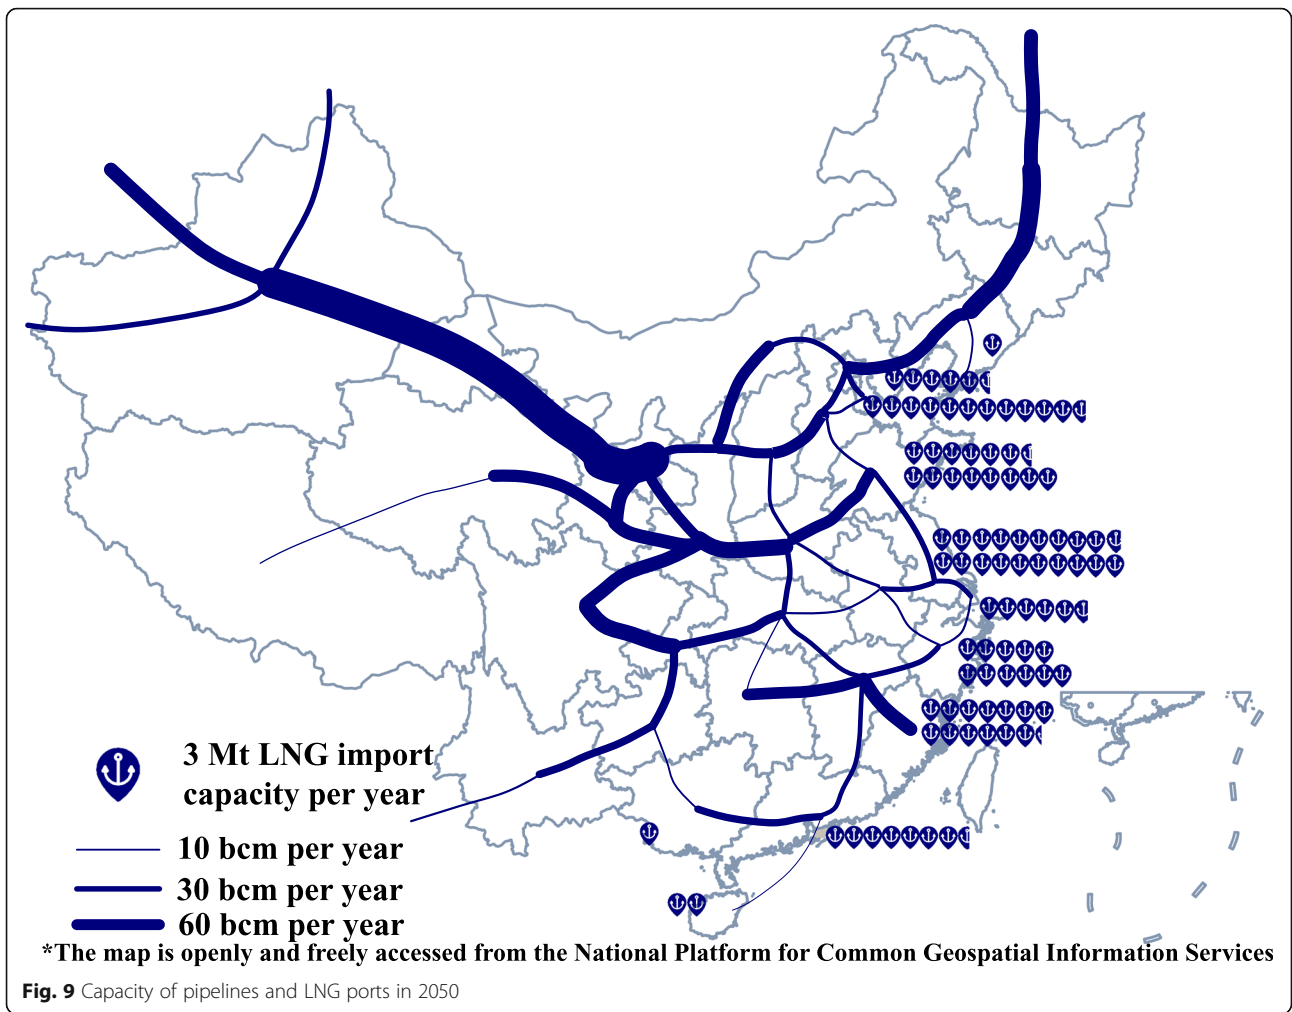 3 Mt LNG import
capacity per year
10 bcm per year
30 bcm per year
60 bcm per year
*The map is openly and freely accessed from the National Platform for Common Geospatial Information Services
Fig. 9 Capacity of pipelines and LNG ports in 2050